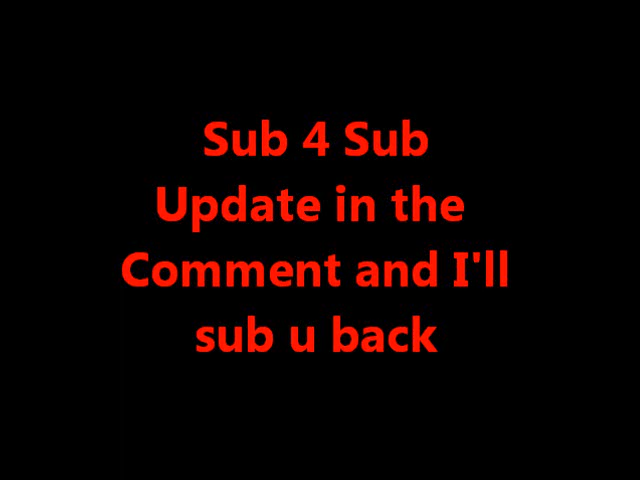 Sub 4 Sub
Update in the
Comment and I'll
sub u back